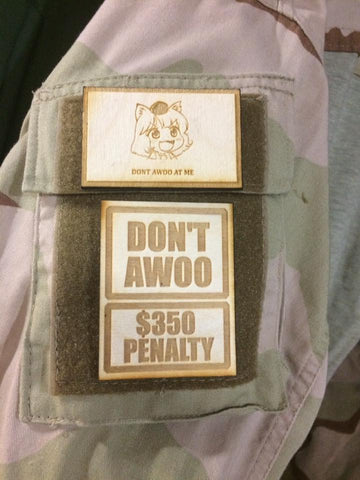 DONT AWOO AT ME
DON'T
AWOO
$350
PENALTY